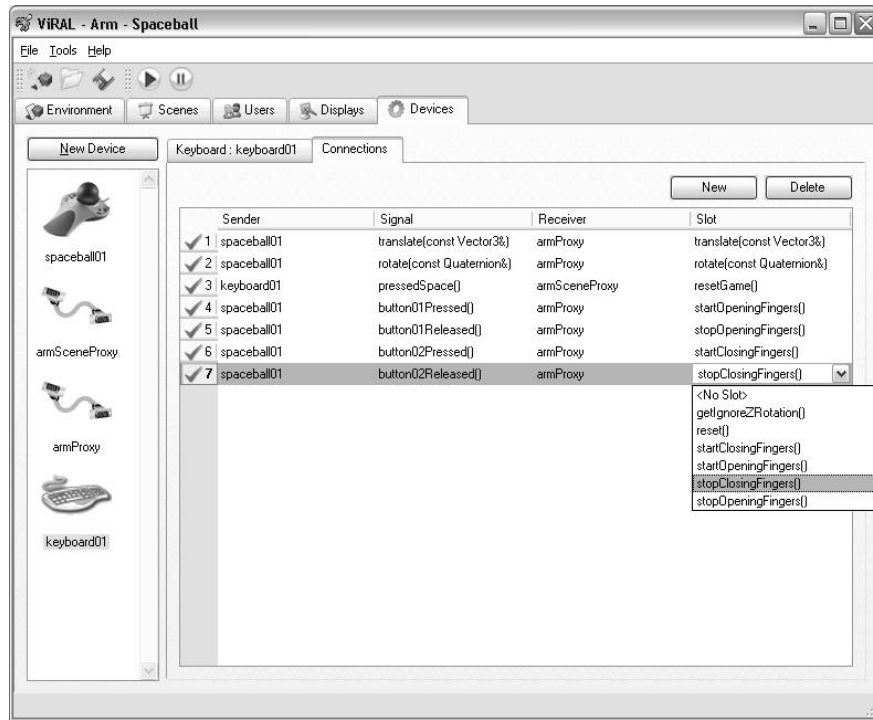 ViRAL - Arm - Spaceball
File Tools Help
Environment Scenes Users Displays Devices
New Device
spaceball01
armSceneProxy
armProxy
keyboard01
Keyboard : keyboard01 Connections
New Delete
Sender Signal Receiver Slot
1 spaceball01 translate(const Vector3&) armProxy translate(const Vector3&)
2 spaceball01 rotate(const Quaternion&) armProxy rotate(const Quaternion&)
3 keyboard01 pressedSpace() armSceneProxy resetGame()
4 spaceball01 button01Pressed() armProxy startOpeningFingers()
5 spaceball01 button01Released() armProxy stopOpeningFingers()
6 spaceball01 button02Pressed() armProxy startClosingFingers()
7 spaceball01 button02Released() armProxy stopClosingFingers()
<No Slot>
getIgnoreZRotation()
reset()
startClosingFingers()
startOpeningFingers()
stopClosingFingers()
stopOpeningFingers()